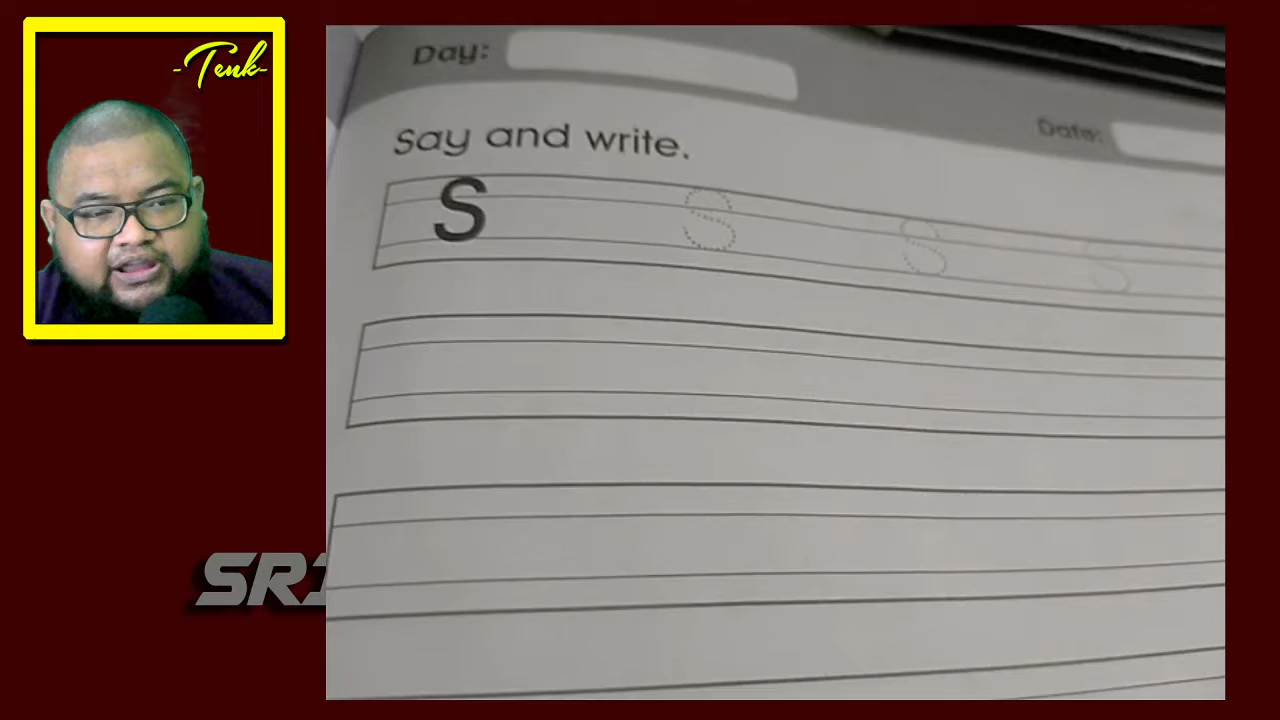 -Tenk-
Day:
Date:
Say and write.
S S S S